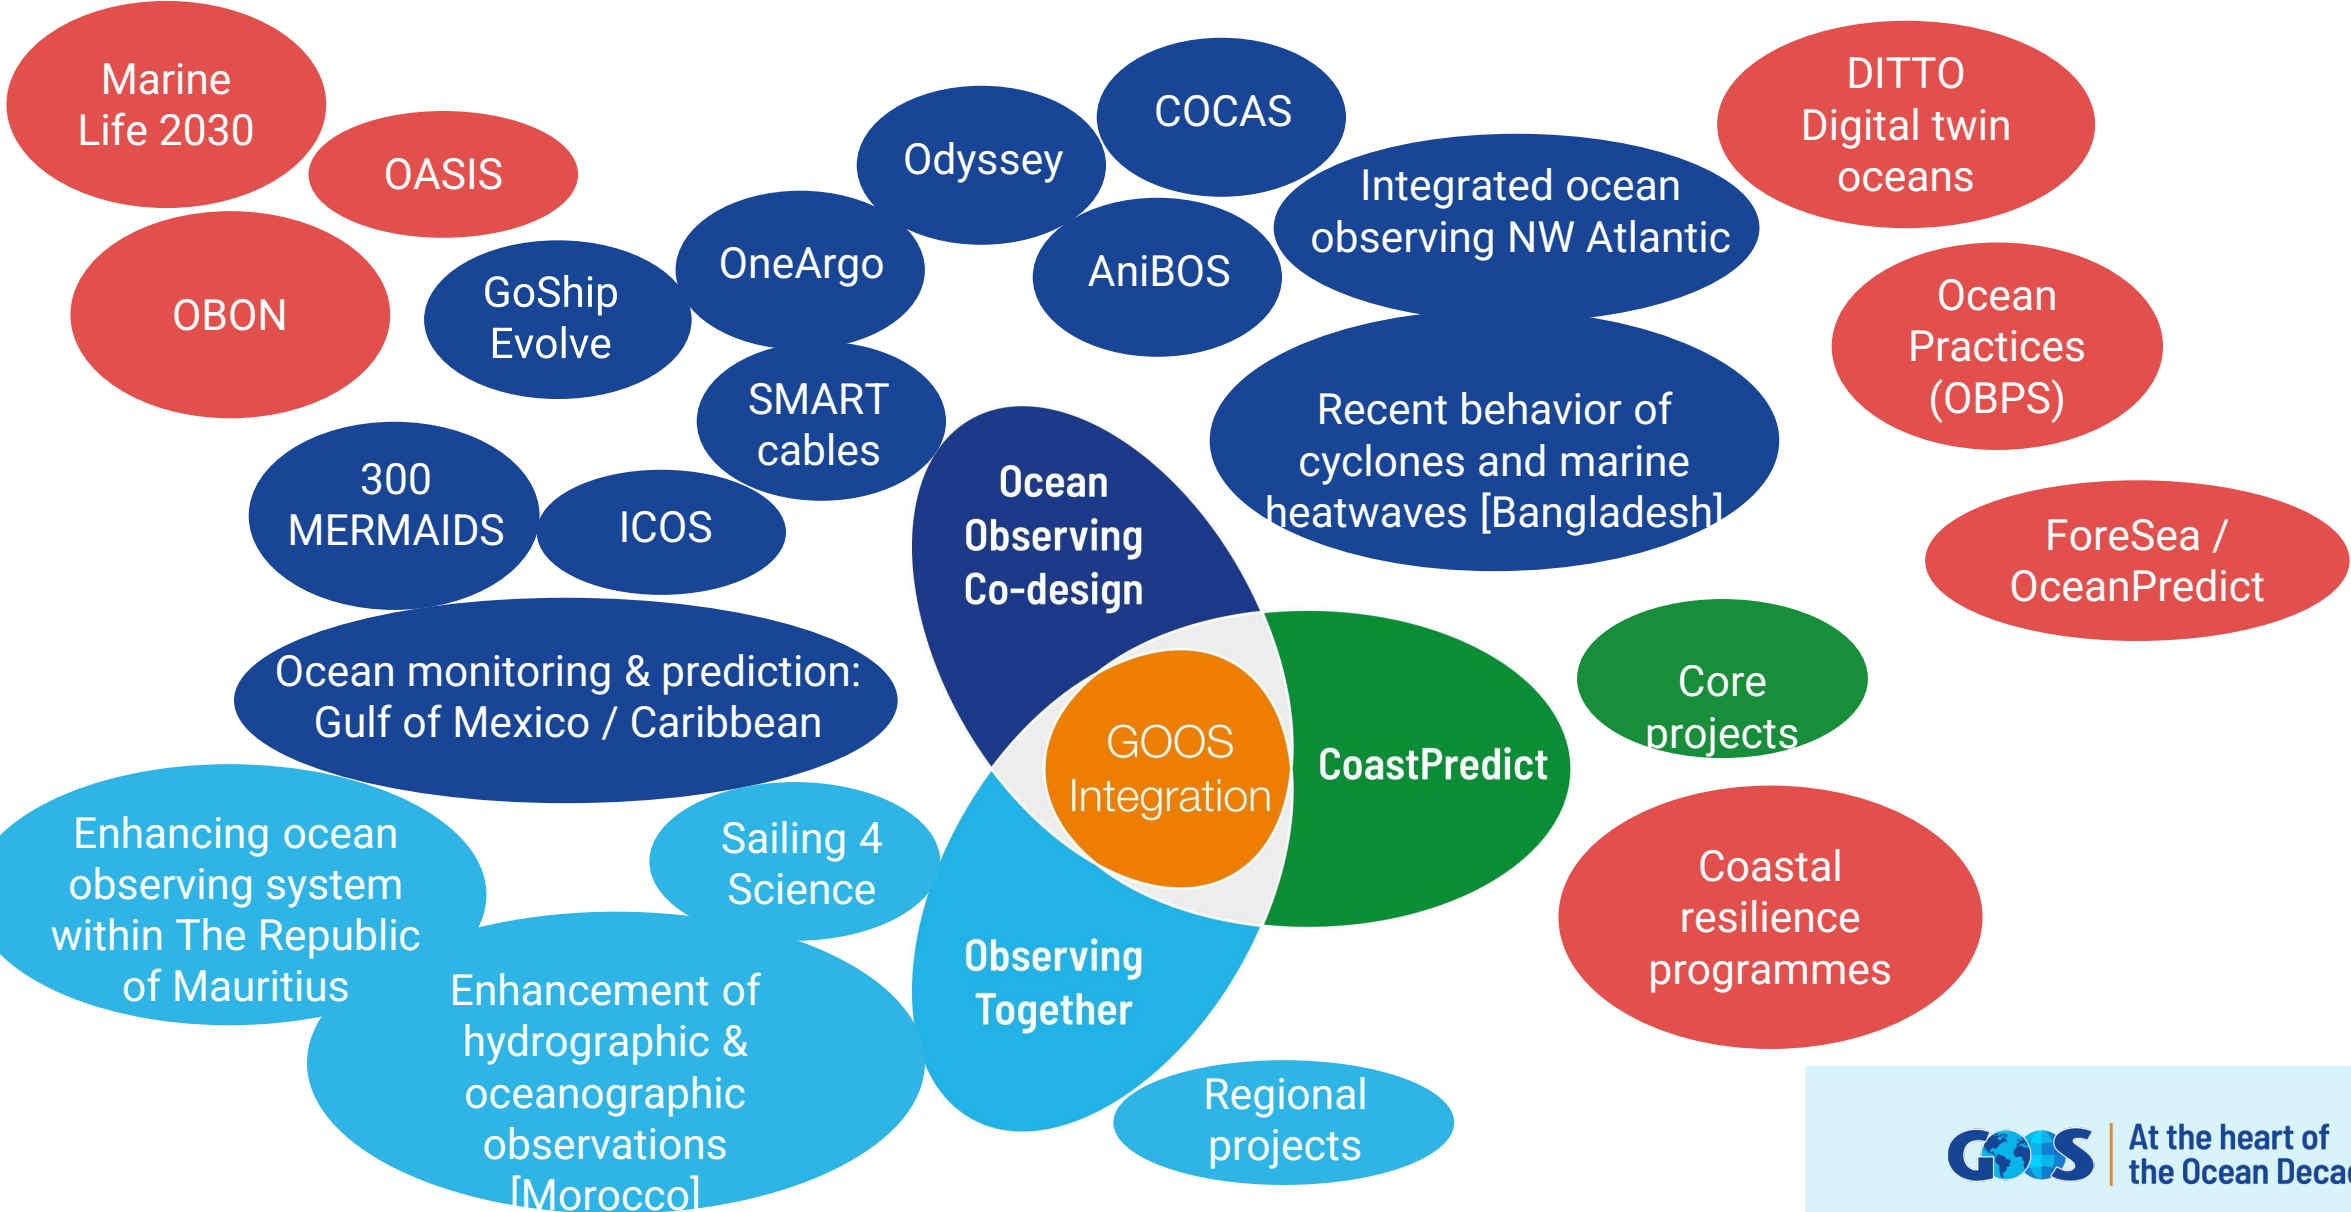 Marine
Life 2030
OASIS
OBON
GoShip
Evolve
OneArgo
Odyssey
COCAS
AniBOS
Integrated ocean
observing NW Atlantic
DITTO
Digital twin
oceans
Ocean
Practices
(OBPS)
SMART
cables
300
MERMAIDS
ICOS
Recent behavior of
cyclones and marine
heatwaves [Bangladesh]
ForeSea /
OceanPredict
Ocean
Observing
Co-design
Ocean monitoring & prediction:
Gulf of Mexico / Caribbean
GOOS
Integration
CoastPredict
Core
projects
Enhancing ocean
observing system
within The Republic
of Mauritius
Sailing 4
Science
Coastal
resilience
programmes
Observing
Together
Enhancement of
hydrographic &
oceanographic
observations
[Morocco]
Regional
projects
GOOS
At the heart of
the Ocean